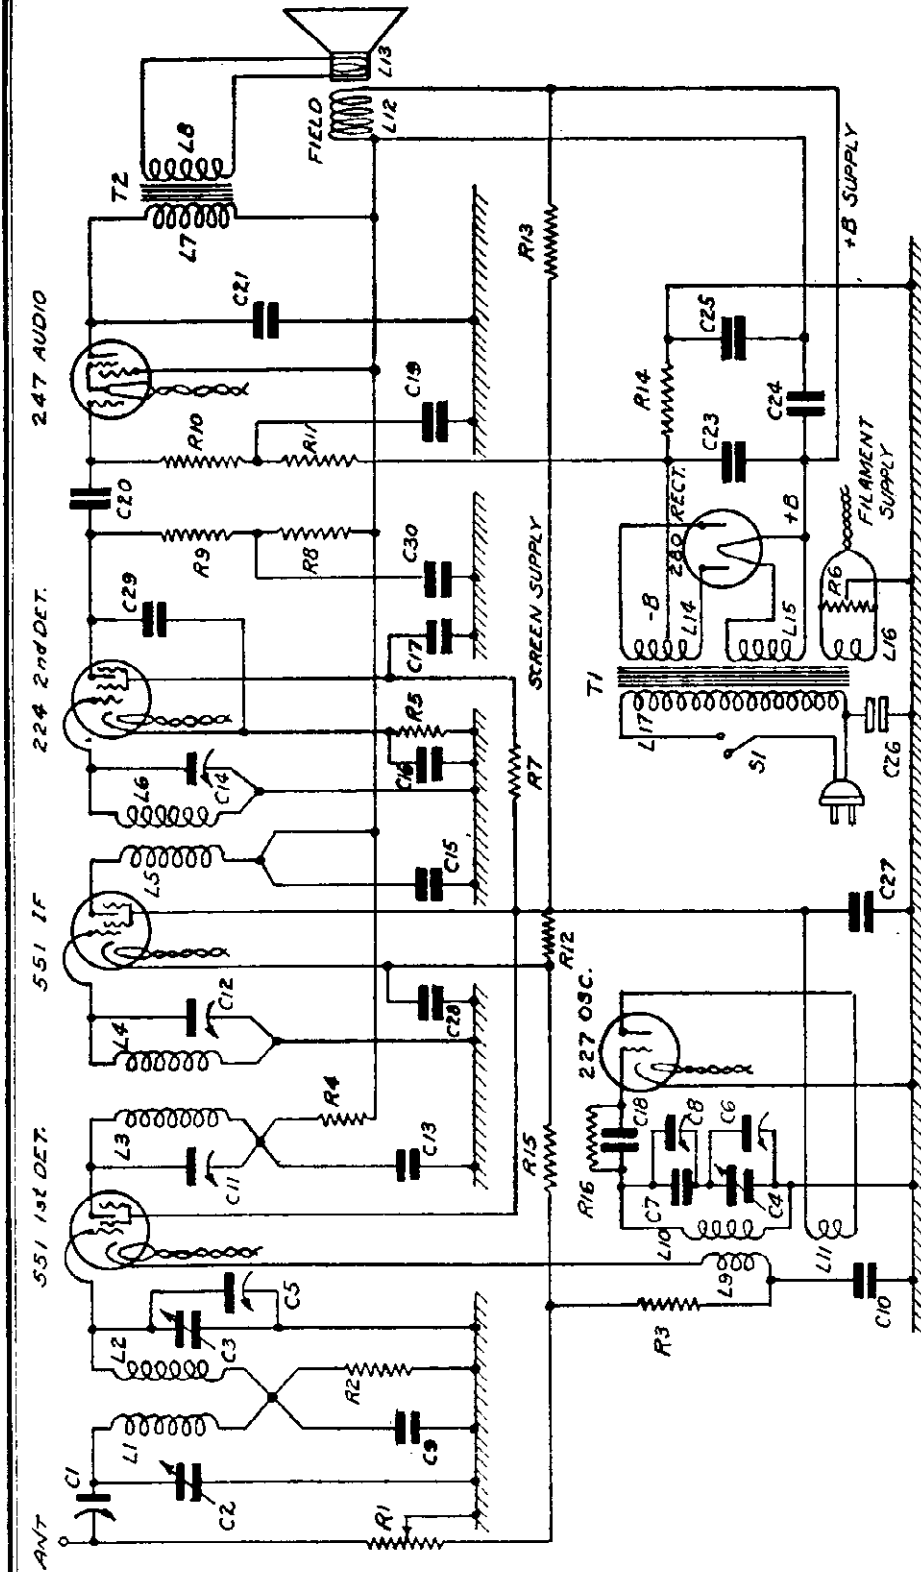 ANT
551 1st DET.
551 IF
224 2nd DET.
247 AUDIO
C1
L1
L2
C2
C3
C5
R1
C9
R2
L3
C11
C13
R4
L4
C12
C28
L5
C15
L6
C14
C16
R5
C29
C17
C20
R9
R8
C30
R10
R11
C19
C21
T2
L7
L8
FIELD
L12
L13
R7
SCREEN SUPPLY
R13
R15
R12
227 OSC.
R16
C18
C7
C8
C4
C6
L10
L9
L11
R3
C10
C27
T1
L17
S1
C26
-B
L14
280 RECT.
L15
+B
L16
R6
FILAMENT
SUPPLY
R14
C23
C25
C24
+B SUPPLY